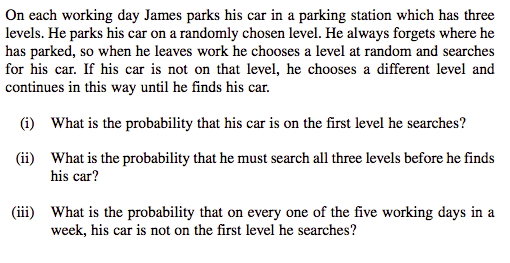 On each working day James parks his car in a parking station which has three
levels. He parks his car on a randomly chosen level. He always forgets where he
has parked, so when he leaves work he chooses a level at random and searches
for his car. If his car is not on that level, he chooses a different level and
continues in this way until he finds his car.
(i) What is the probability that his car is on the first level he searches?
(ii) What is the probability that he must search all three levels before he finds
his car?
(iii) What is the probability that on every one of the five working days in a
week, his car is not on the first level he searches?